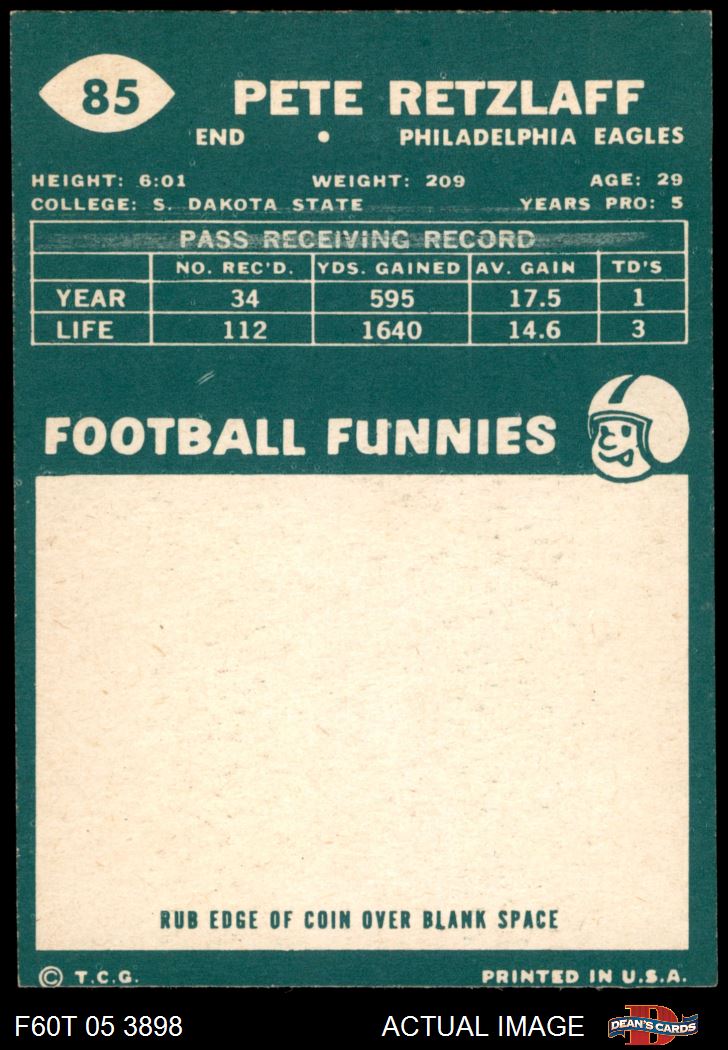 85 PETE RETZLAFF
END • PHILADELPHIA EAGLES
HEIGHT: 6:01 WEIGHT: 209 AGE: 29
COLLEGE: S. DAKOTA STATE YEARS PRO: 5
PASS RECEIVING RECORD
NO. REC'D. YDS. GAINED AV. GAIN TD'S
YEAR 34 595 17.5 1
LIFE 112 1640 14.6 3
FOOTBALL FUNNIES
RUB EDGE OF COIN OVER BLANK SPACE
© T.C.G. PRINTED IN U.S.A.
F60T 05 3898 ACTUAL IMAGE DEAN'S CARDS